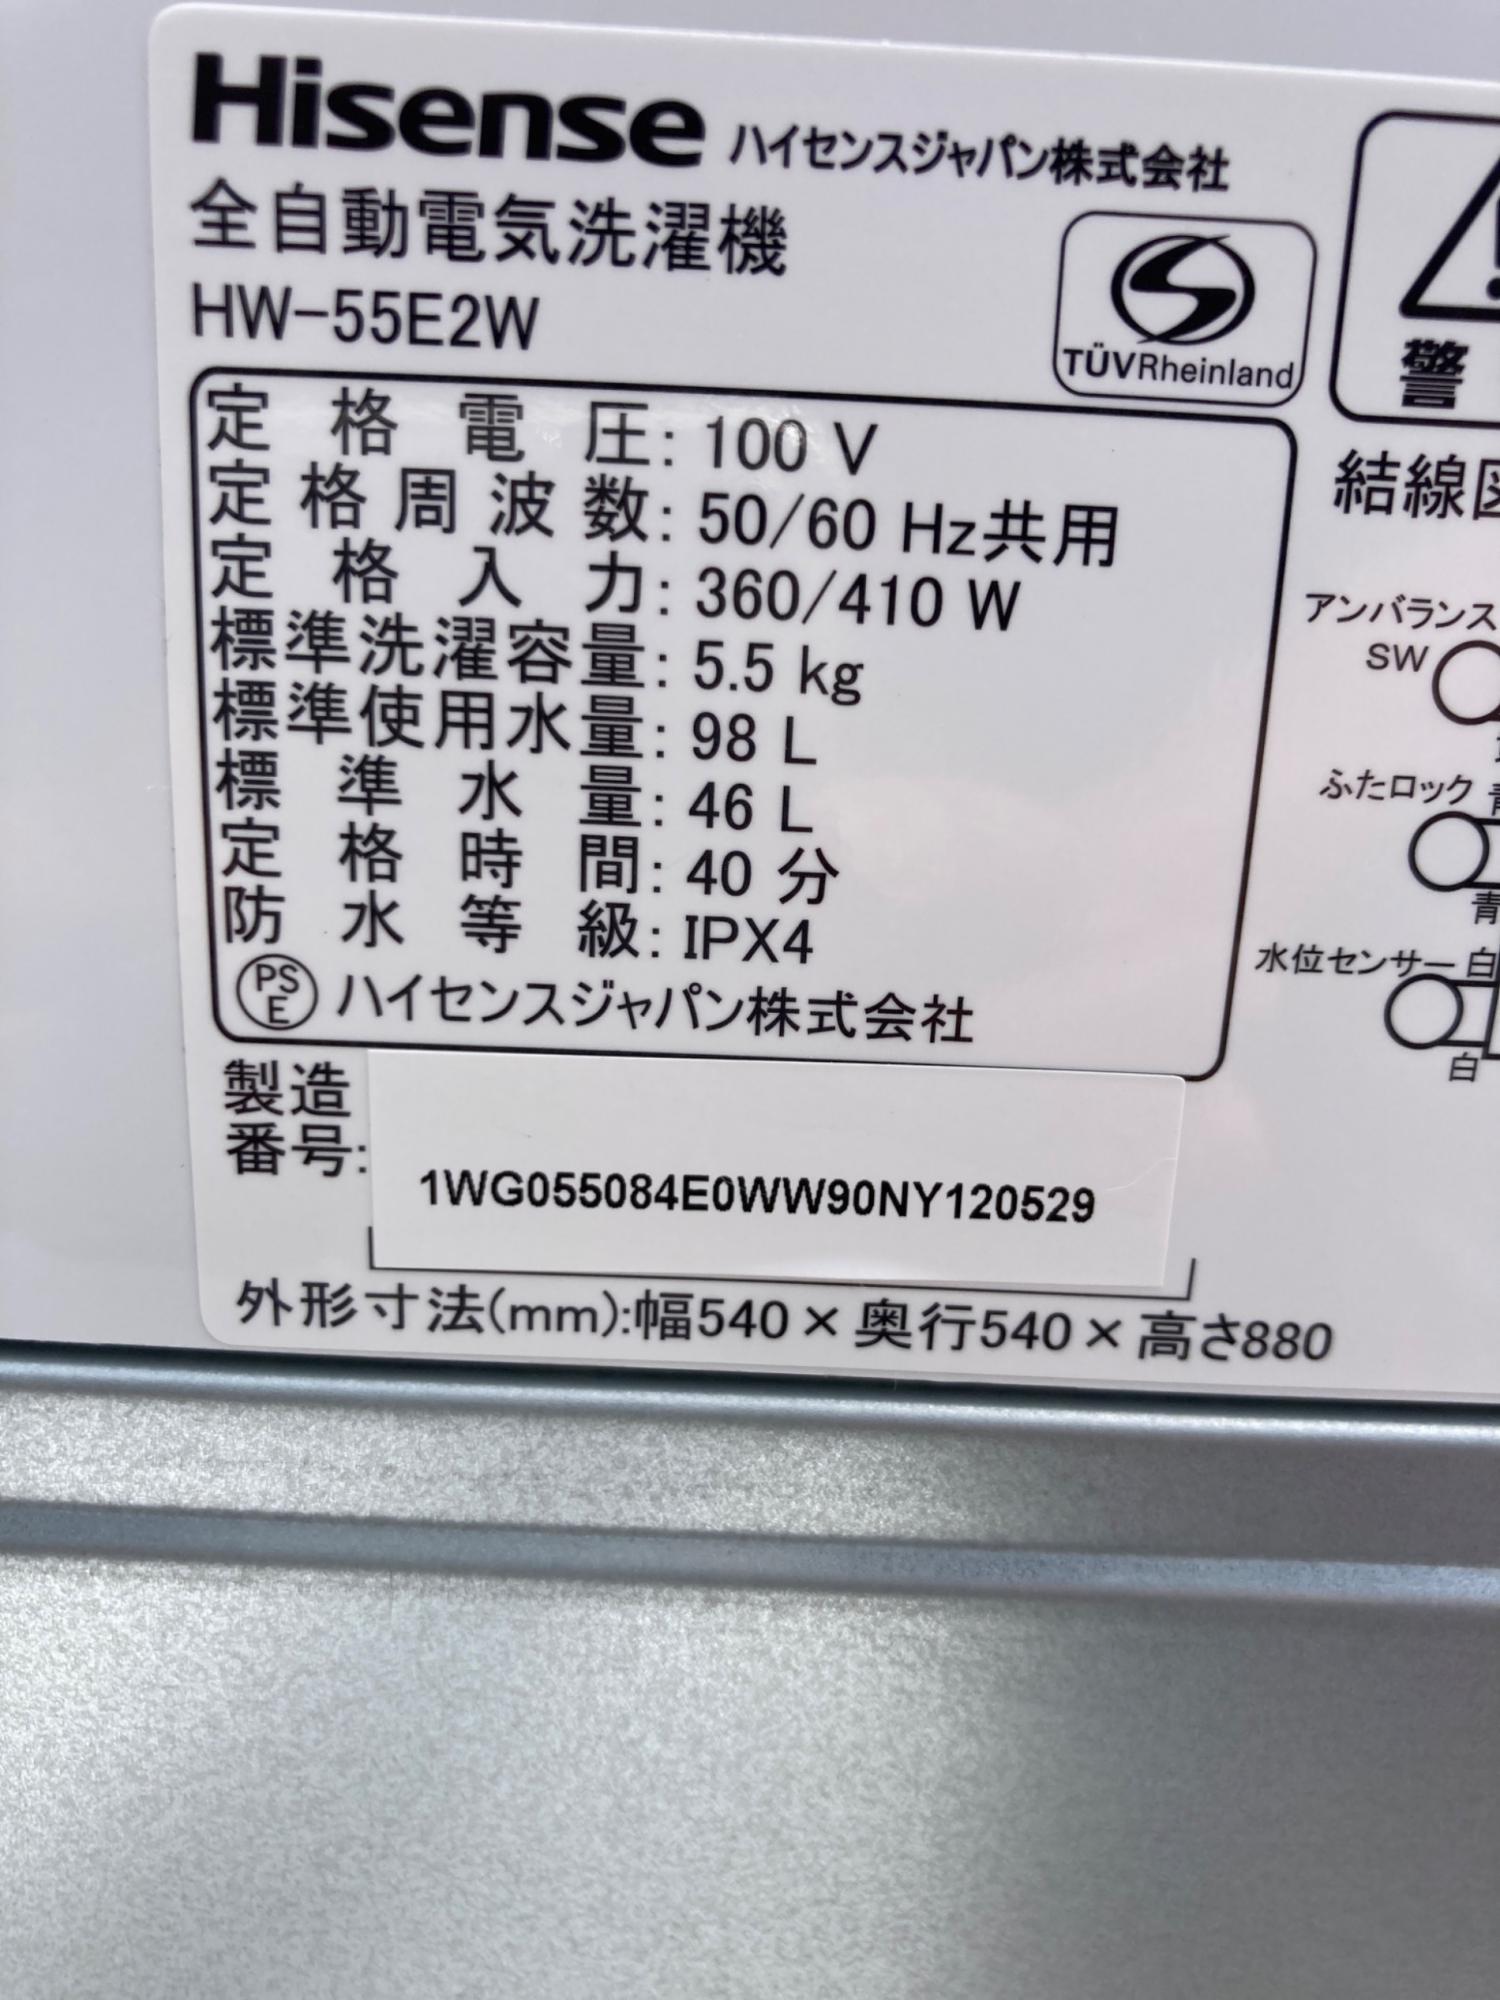 Hisense ハイセンスジャパン株式会社
全自動電気洗濯機
HW-55E2W
TÜVRheinland
定格電圧: 100 V
定格周波数: 50/60 Hz共用
定格入力: 360/410 W
標準洗濯容量: 5.5 kg
標準使用水量: 98 L
標準水量: 46 L
定格時間: 40 分
防水等級: IPX4
PSE ハイセンスジャパン株式会社
製造
番号:
1WG055084E0WW90NY120529
外形寸法(mm):幅540×奥行540×高さ880
警
結線図
アンバランス
SW
ふたロック 青
青
水位センサー 白
白